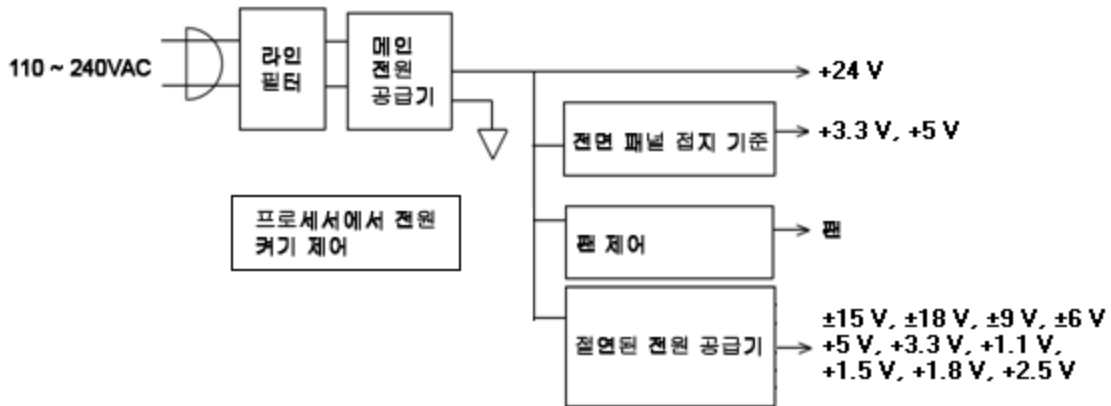 110 ~ 240VAC
라인
필터
메인
전원
공급기
+24 V
전면 패널 접지 기준
+3.3 V, +5 V
프로세서에서 전원
켜기 제어
팬 제어
팬
절연된 전원 공급기
±15 V, ±18 V, ±9 V, ±6 V
+5 V, +3.3 V, +1.1 V,
+1.5 V, +1.8 V, +2.5 V